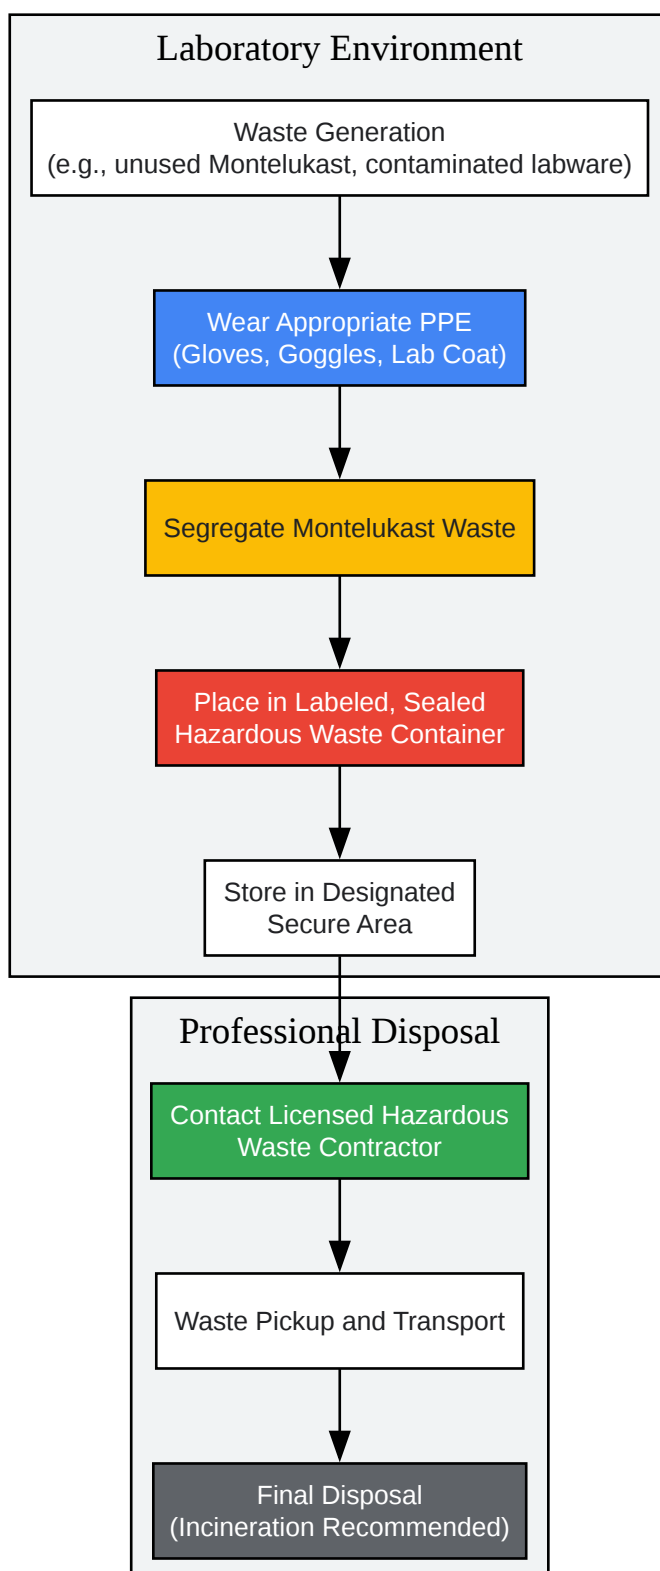 Laboratory Environment
Waste Generation
(e.g., unused Montelukast, contaminated labware)
Wear Appropriate PPE
(Gloves, Goggles, Lab Coat)
Segregate Montelukast Waste
Place in Labeled, Sealed
Hazardous Waste Container
Store in Designated
Secure Area
Professional Disposal
Contact Licensed Hazardous
Waste Contractor
Waste Pickup and Transport
Final Disposal
(Incineration Recommended)